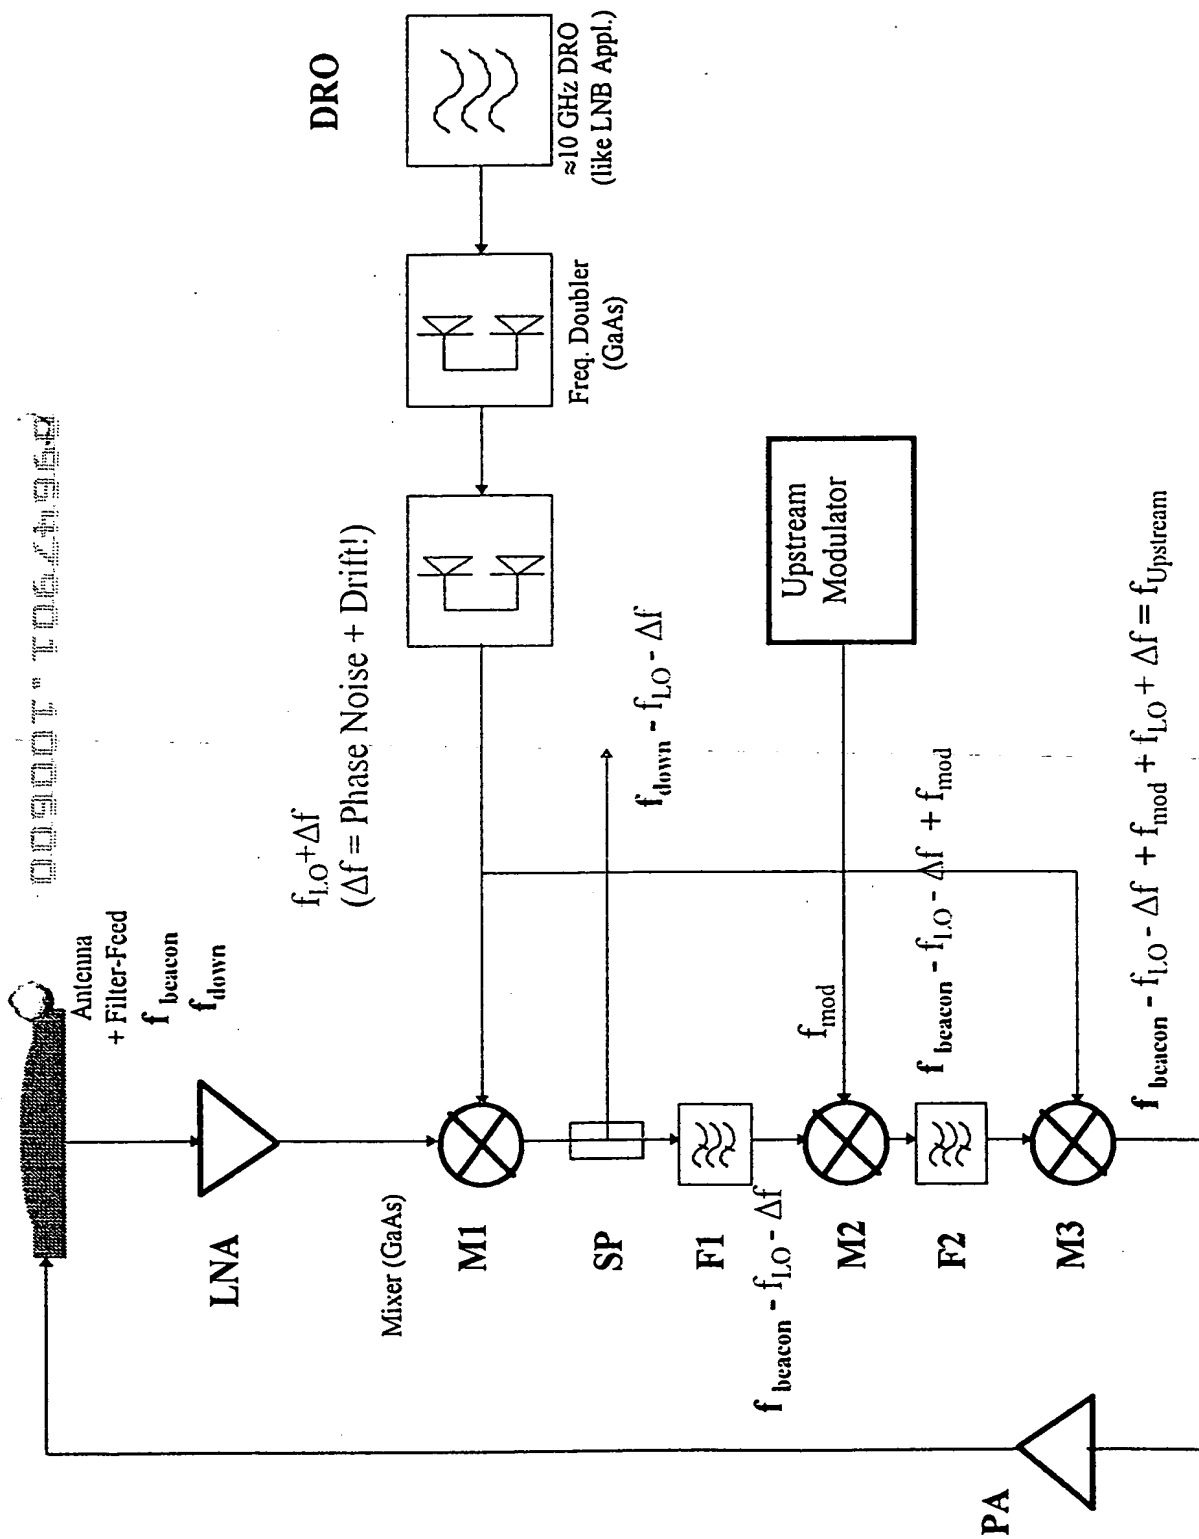 09647901.100600
Antenna
+ Filter-Feed
f beacon
f down
LNA
Mixer (GaAs)
M1
SP
F1
f beacon - f LO - Δf
M2
F2
M3
PA
f LO + Δf
(Δf = Phase Noise + Drift!)
DRO
≈10 GHz DRO
(like LNB Appl.)
Freq. Doubler
(GaAs)
f down - f LO - Δf
Upstream
Modulator
f mod
f beacon - f LO - Δf + f mod
f beacon - f LO - Δf + f mod + f LO + Δf = f Upstream